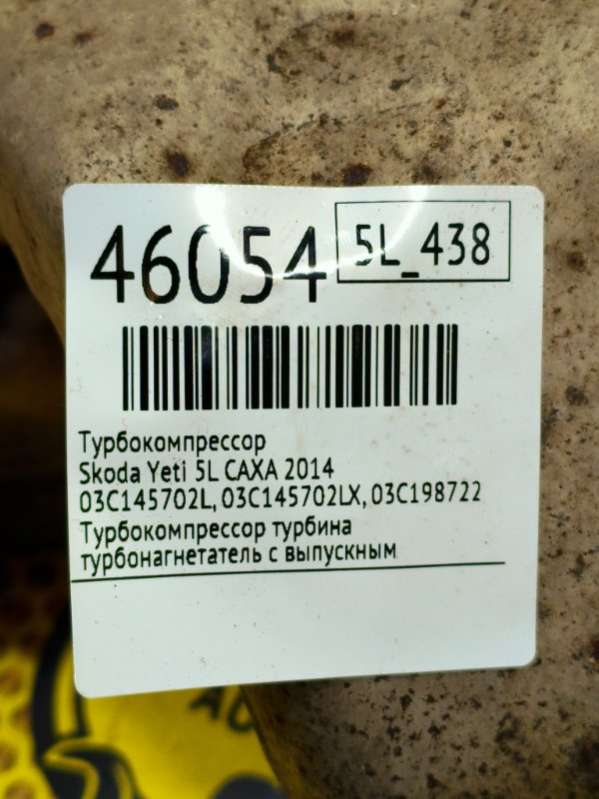 46054
5L_438
Турбокомпрессор
Skoda Yeti 5L CAXA 2014
03C145702L, 03C145702LX, 03C198722
Турбокомпрессор турбина
турбонагнетатель с выпускным